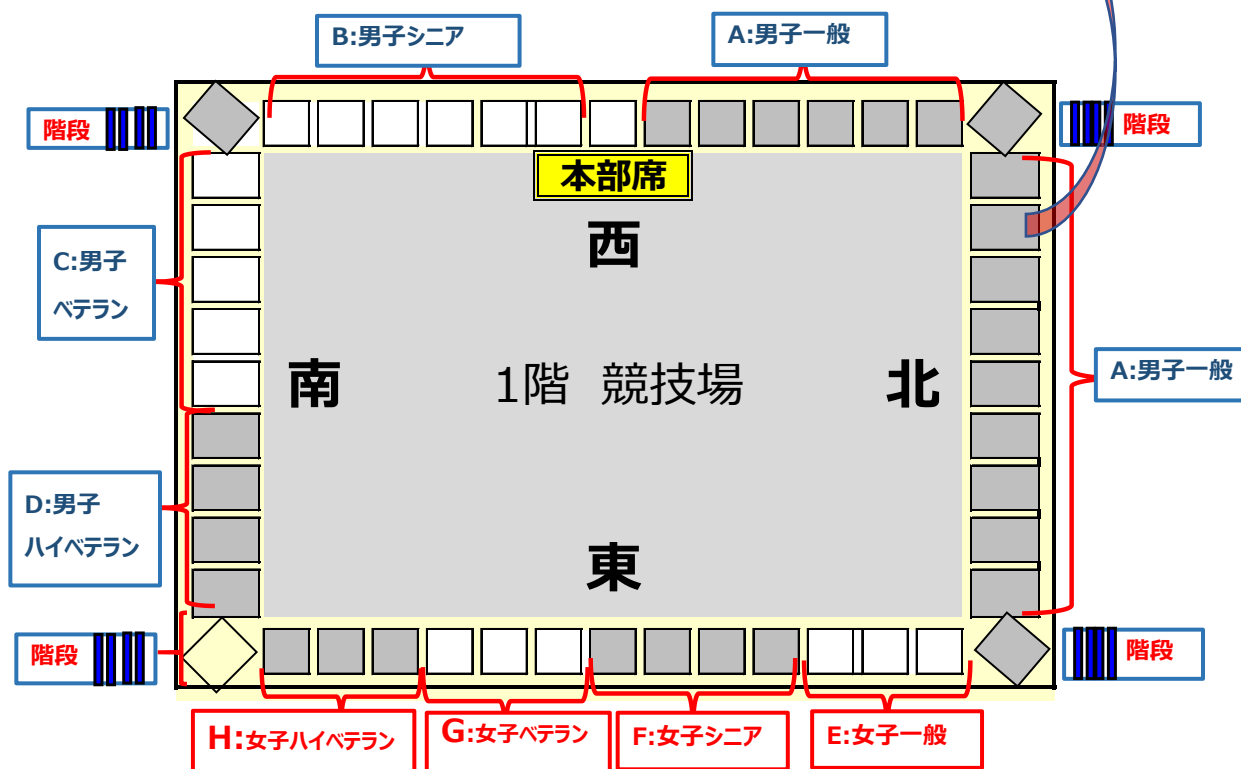 B:男子シニア
A:男子一般
階段
階段
本部席
西
C:男子
ベテラン
南
1階 競技場
北
A:男子一般
D:男子
ハイベテラン
東
階段
階段
H:女子ハイベテラン
G:女子ベテラン
F:女子シニア
E:女子一般